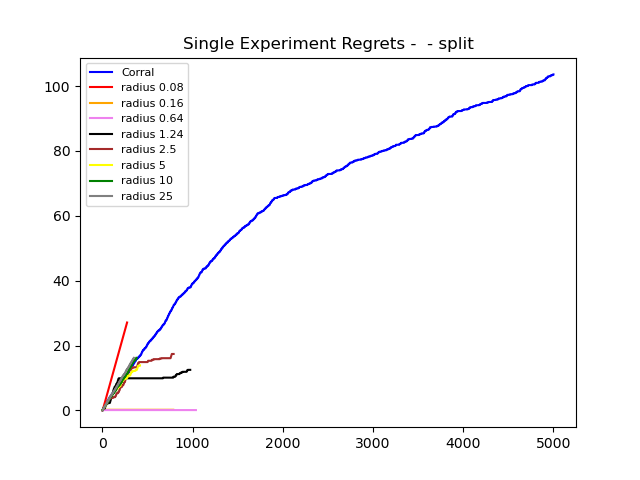 Single Experiment Regrets -  - split
Corral
radius 0.08
radius 0.16
radius 0.64
radius 1.24
radius 2.5
radius 5
radius 10
radius 25
100
80
60
40
20
0
0 1000 2000 3000 4000 5000